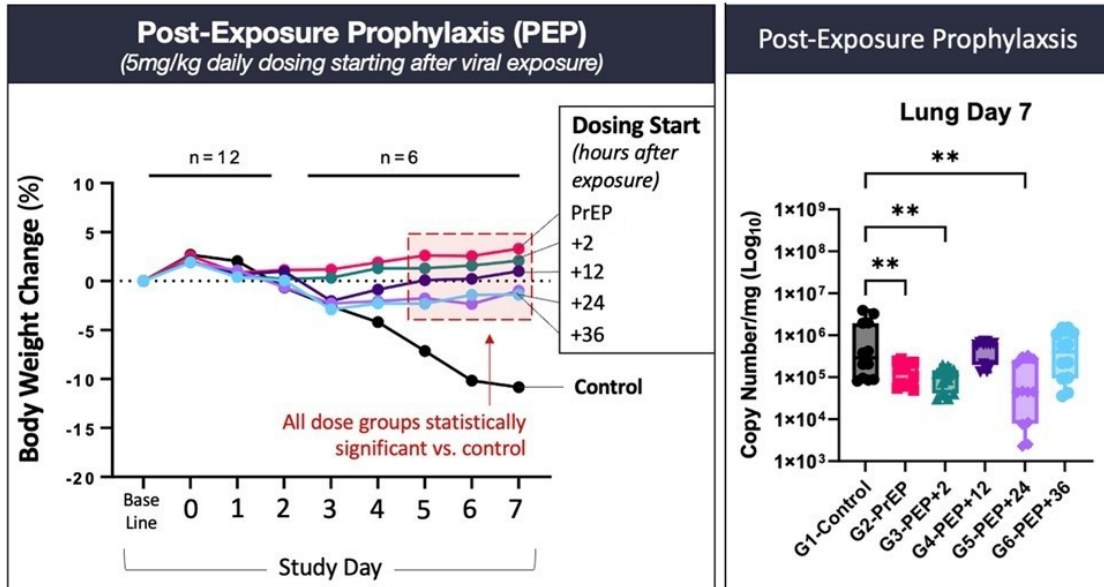 Post-Exposure Prophylaxis (PEP)
(5mg/kg daily dosing starting after viral exposure)
n=12
n=6
Body Weight Change (%)
10
5
0
-5
-10
-15
-20
Base
Line
0
1
2
3
4
5
6
7
Study Day
Dosing Start
(hours after
exposure)
PrEP
+2
+12
+24
+36
Control
All dose groups statistically
significant vs. control
Post-Exposure Prophylaxsis
Lung Day 7
**
**
**
Copy Number/mg (Log₁₀)
1×10⁹
1×10⁸
1×10⁷
1×10⁶
1×10⁵
1×10⁴
1×10³
G1-Control
G2-PrEP
G3-PEP+2
G4-PEP+12
G5-PEP+24
G6-PEP+36